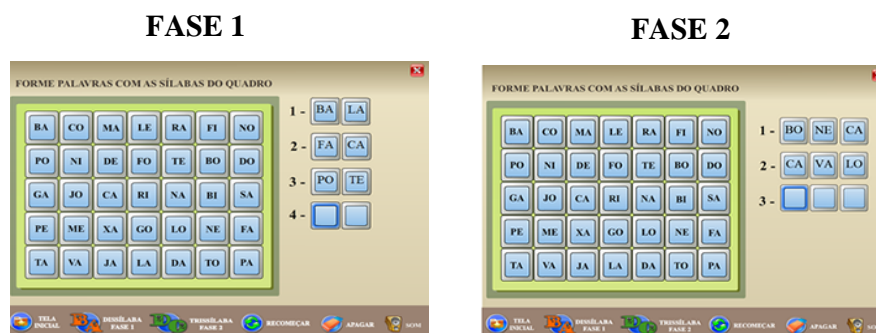 FASE 1
FORME PALAVRAS COM AS SÍLABAS DO QUADRO
BA CO MA LE RA FI NO
PO NI DE FO TE BO DO
GA JO CA RI NA BI SA
PE ME XA GO LO NE FA
TA VA JA LA DA TO PA
1 - BA LA
2 - FA CA
3 - PO TE
4 -
TELA INICIAL
DISSÍLABA FASE 1
TRISSÍLABA FASE 2
RECOMEÇAR
APAGAR
SOM
FASE 2
FORME PALAVRAS COM AS SÍLABAS DO QUADRO
BA CO MA LE RA FI NO
PO NI DE FO TE BO DO
GA JO CA RI NA BI SA
PE ME XA GO LO NE FA
TA VA JA LA DA TO PA
1 - BO NE CA
2 - CA VA LO
3 -
TELA INICIAL
DISSÍLABA FASE 1
TRISSÍLABA FASE 2
RECOMEÇAR
APAGAR